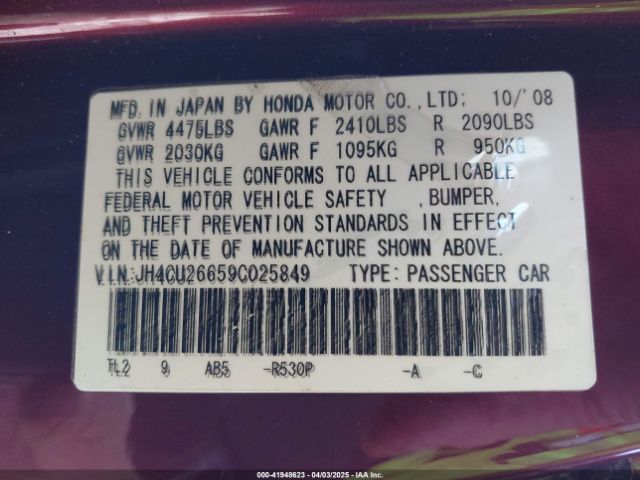 MFD. IN JAPAN BY HONDA MOTOR CO., LTD: 10/'08
GVWR 4475LBS GAWR F 2410LBS R 2090LBS
GVWR 2030KG GAWR F 1095KG R 950KG
THIS VEHICLE CONFORMS TO ALL APPLICABLE
FEDERAL MOTOR VEHICLE SAFETY , BUMPER,
AND THEFT PREVENTION STANDARDS IN EFFECT
ON THE DATE OF MANUFACTURE SHOWN ABOVE.
V.I.N.:JH4CU26659C025849 TYPE: PASSENGER CAR
TL2 9 AB5 -R530P -A -C
000-41948623 - 04/03/2025 - IAAI.COM